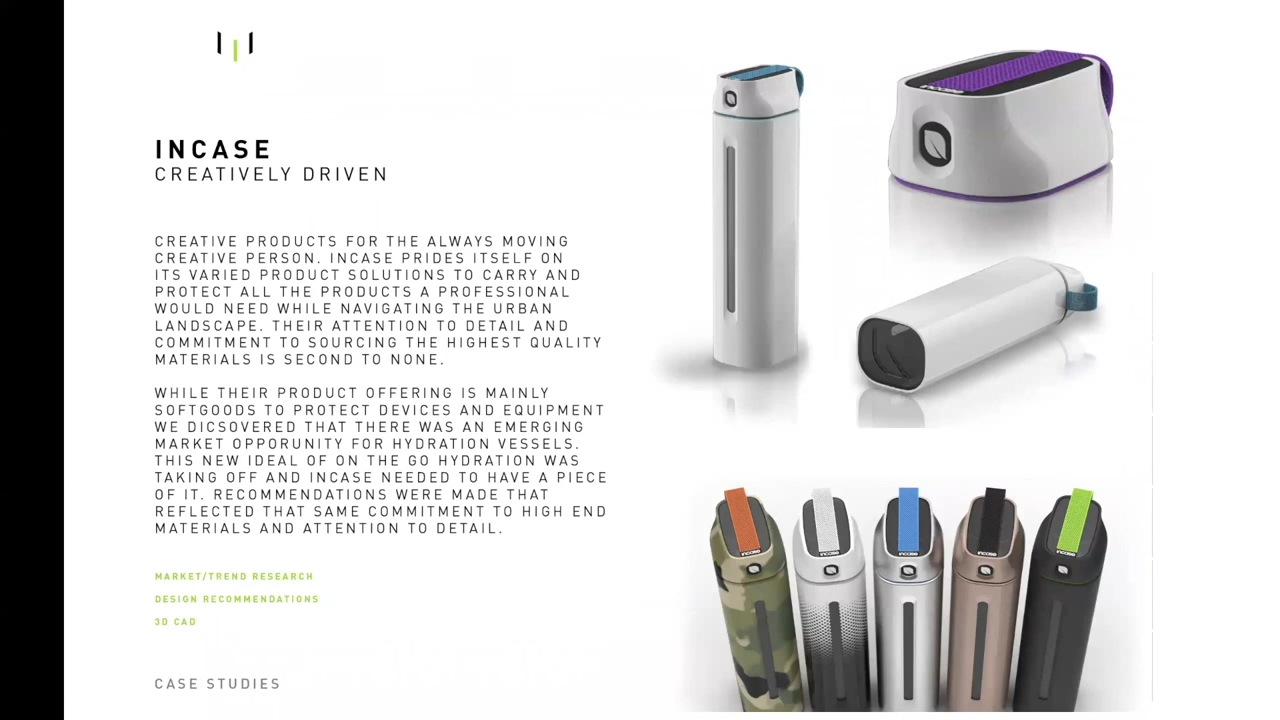 INCASE
CREATIVELY DRIVEN
CREATIVE PRODUCTS FOR THE ALWAYS MOVING
CREATIVE PERSON. INCASE PRIDES ITSELF ON
ITS VARIED PRODUCT SOLUTIONS TO CARRY AND
PROTECT ALL THE PRODUCTS A PROFESSIONAL
WOULD NEED WHILE NAVIGATING THE URBAN
LANDSCAPE. THEIR ATTENTION TO DETAIL AND
COMMITMENT TO SOURCING THE HIGHEST QUALITY
MATERIALS IS SECOND TO NONE.
WHILE THEIR PRODUCT OFFERING IS MAINLY
SOFTGOODS TO PROTECT DEVICES AND EQUIPMENT
WE DICSOVERED THAT THERE WAS AN EMERGING
MARKET OPPORUNITY FOR HYDRATION VESSELS.
THIS NEW IDEAL OF ON THE GO HYDRATION WAS
TAKING OFF AND INCASE NEEDED TO HAVE A PIECE
OF IT. RECOMMENDATIONS WERE MADE THAT
REFLECTED THAT SAME COMMITMENT TO HIGH END
MATERIALS AND ATTENTION TO DETAIL.
MARKET/TREND RESEARCH
DESIGN RECOMMENDATIONS
3D CAD
CASE STUDIES
incase
incase
incase
incase
incase
incase